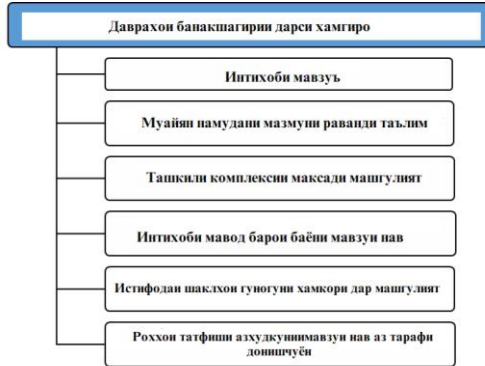 Даврахои банакшагирии дарси хамгиро
Интихоби мавзуъ
Муайян намудани мазмуни раванди таълим
Ташкили комплексии максади машгулият
Интихоби мавод барои баёни мавзуи нав
Истифодаи шаклхои гуногуни хамкори дар машгулият
Роххои татфиши азхудкуниимавзуи нав аз тарафи
донишчуён